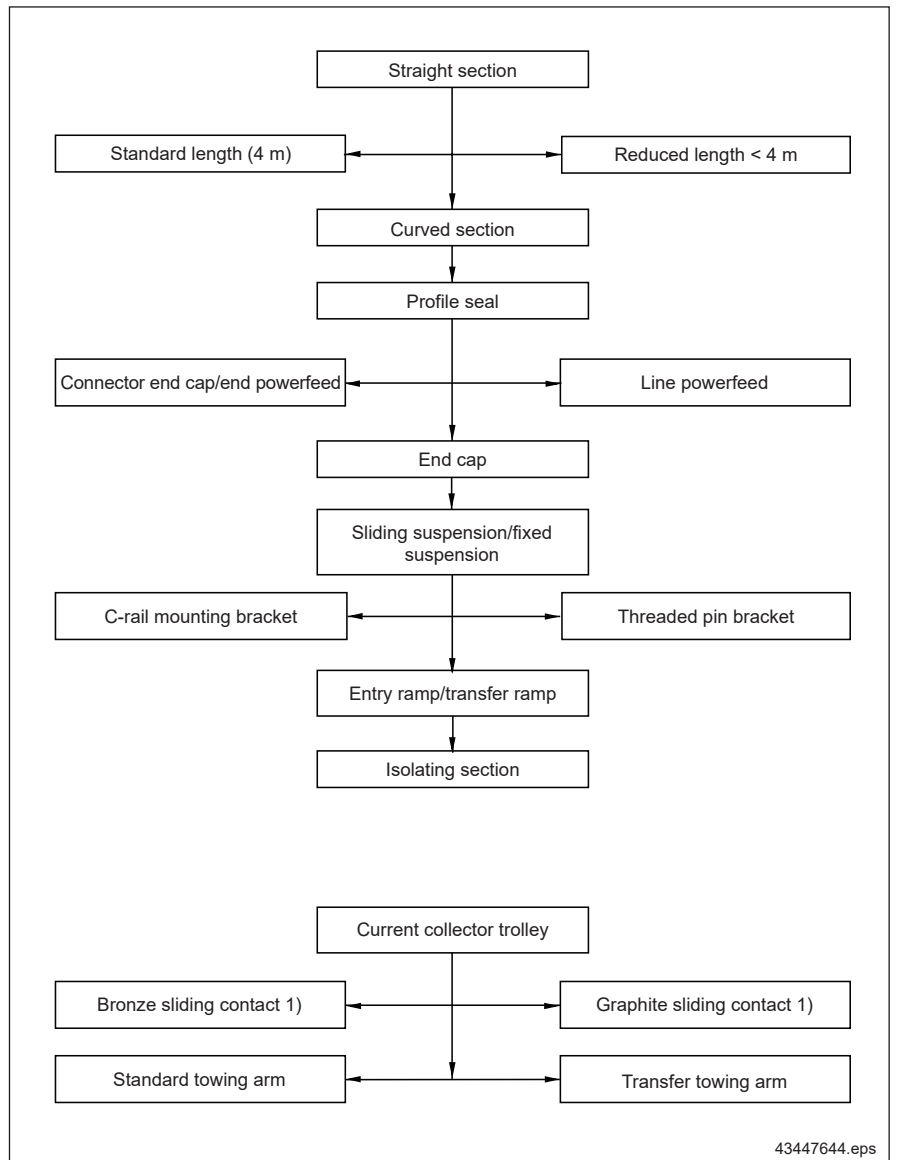 Straight section
Standard length (4 m)
Reduced length < 4 m
Curved section
Profile seal
Connector end cap/end powerfeed
Line powerfeed
End cap
Sliding suspension/fixed
suspension
C-rail mounting bracket
Threaded pin bracket
Entry ramp/transfer ramp
Isolating section
Current collector trolley
Bronze sliding contact 1)
Graphite sliding contact 1)
Standard towing arm
Transfer towing arm
43447644.eps